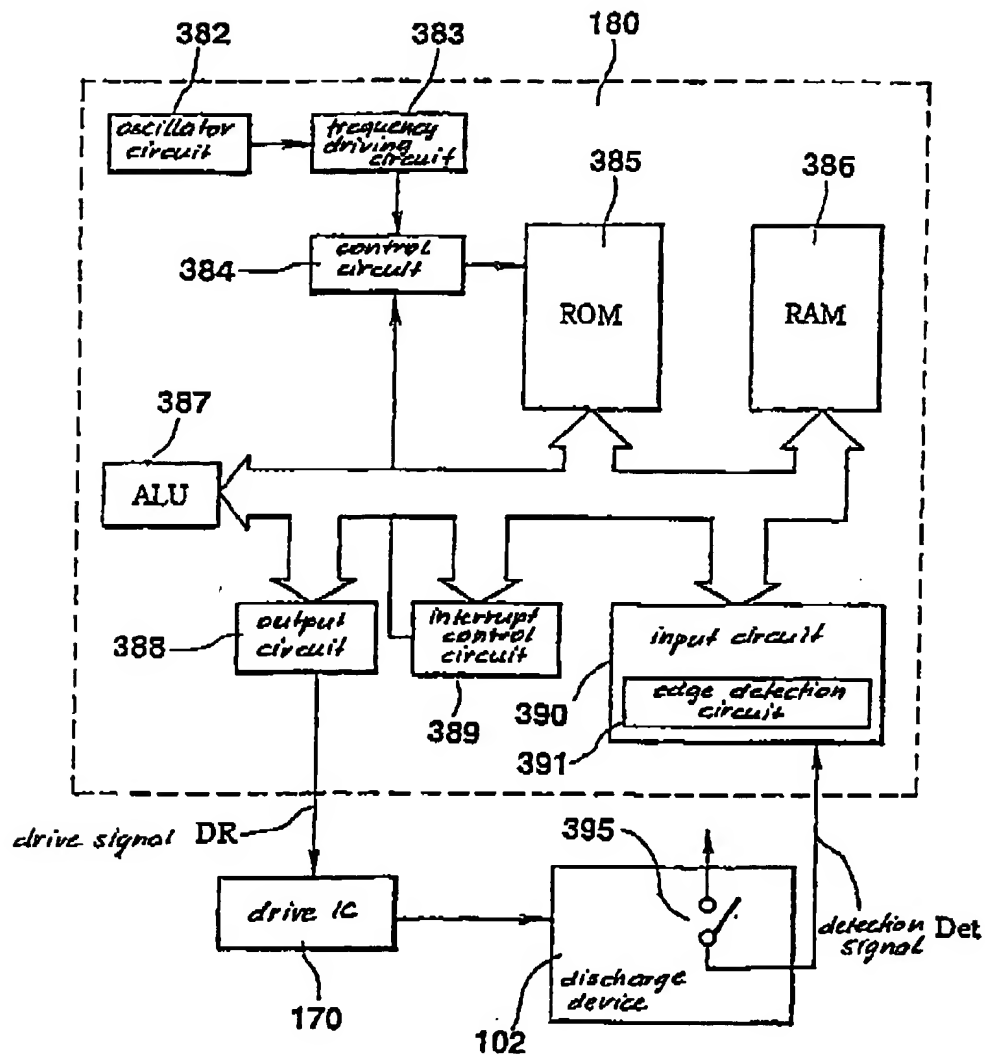 382
383
180
oscillator
circuit
frequency
driving
circuit
385
386
384
control
circuit
ROM
RAM
387
ALU
388
output
circuit
interrupt
control
circuit
389
input circuit
390
edge detection
circuit
391
drive signal DR
395
drive IC
170
discharge
device
102
detection Det
signal